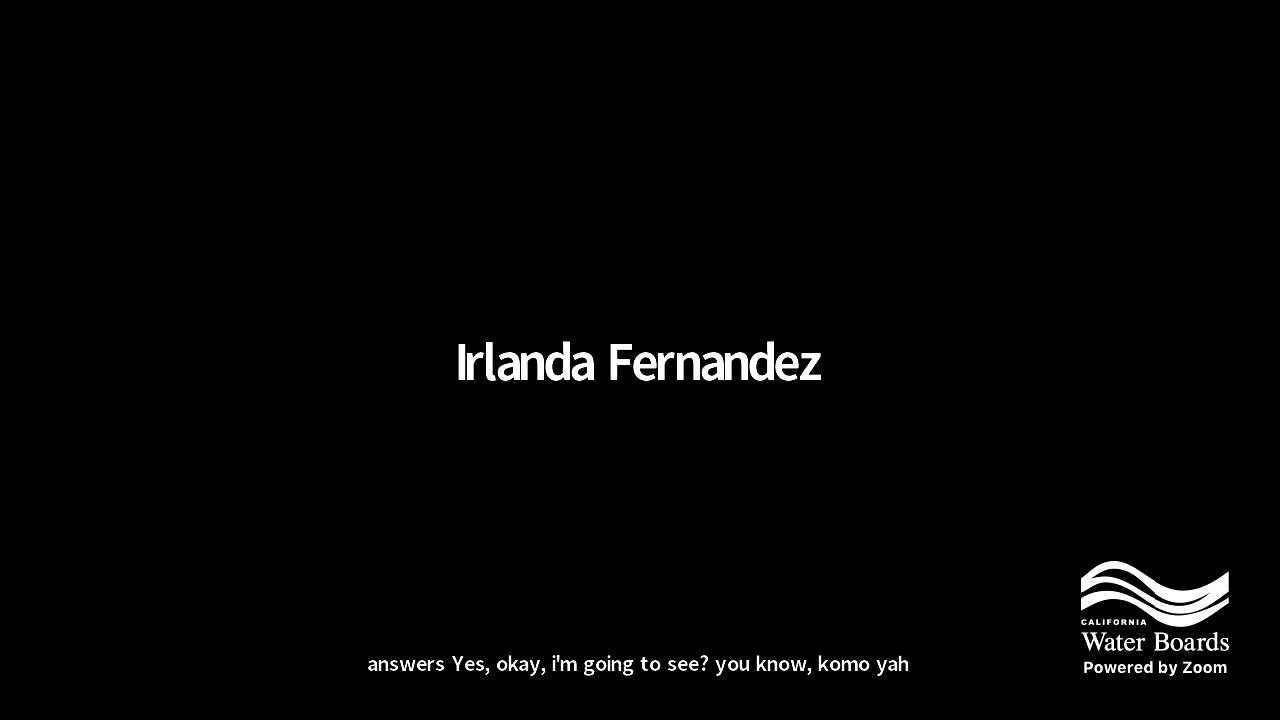 Irlanda Fernandez
CALIFORNIA
Water Boards
answers Yes, okay, i'm going to see? you know, komo yah
Powered by Zoom